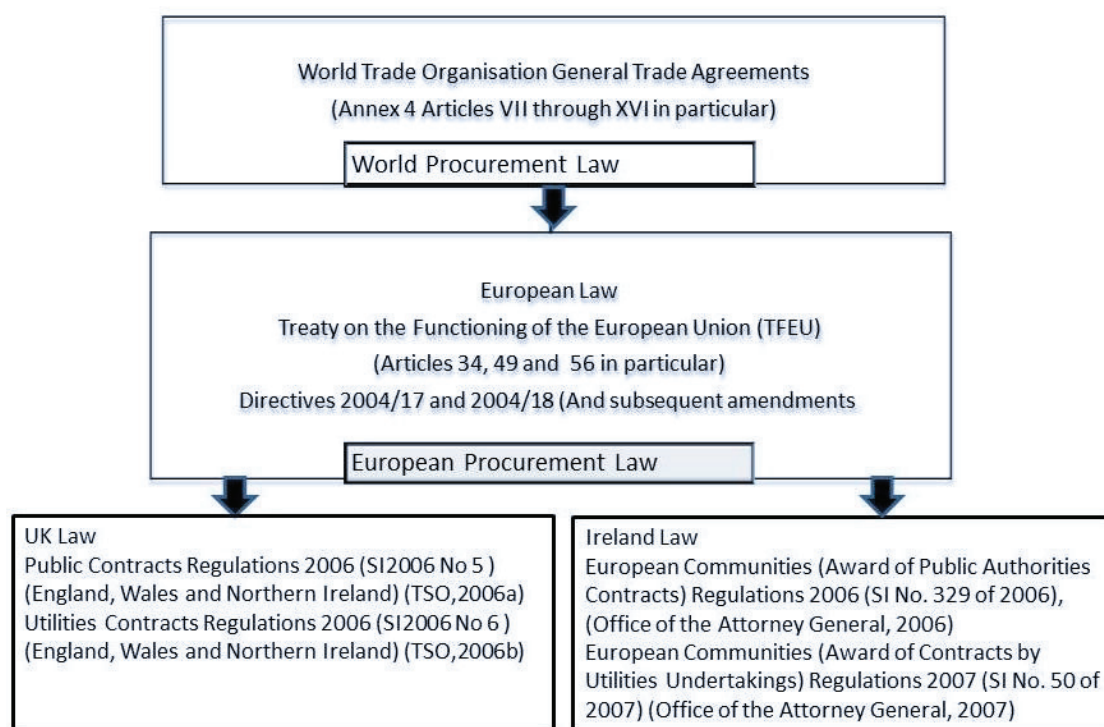 World Trade Organisation General Trade Agreements
(Annex 4 Articles VII through XVI in particular)
World Procurement Law
European Law
Treaty on the Functioning of the European Union (TFEU)
(Articles 34, 49 and 56 in particular)
Directives 2004/17 and 2004/18 (And subsequent amendments
European Procurement Law
UK Law
Public Contracts Regulations 2006 (SI2006 No 5 )
(England, Wales and Northern Ireland) (TSO,2006a)
Utilities Contracts Regulations 2006 (SI2006 No 6 )
(England, Wales and Northern Ireland) (TSO,2006b)
Ireland Law
European Communities (Award of Public Authorities
Contracts) Regulations 2006 (SI No. 329 of 2006),
(Office of the Attorney General, 2006)
European Communities (Award of Contracts by
Utilities Undertakings) Regulations 2007 (SI No. 50 of
2007) (Office of the Attorney General, 2007)